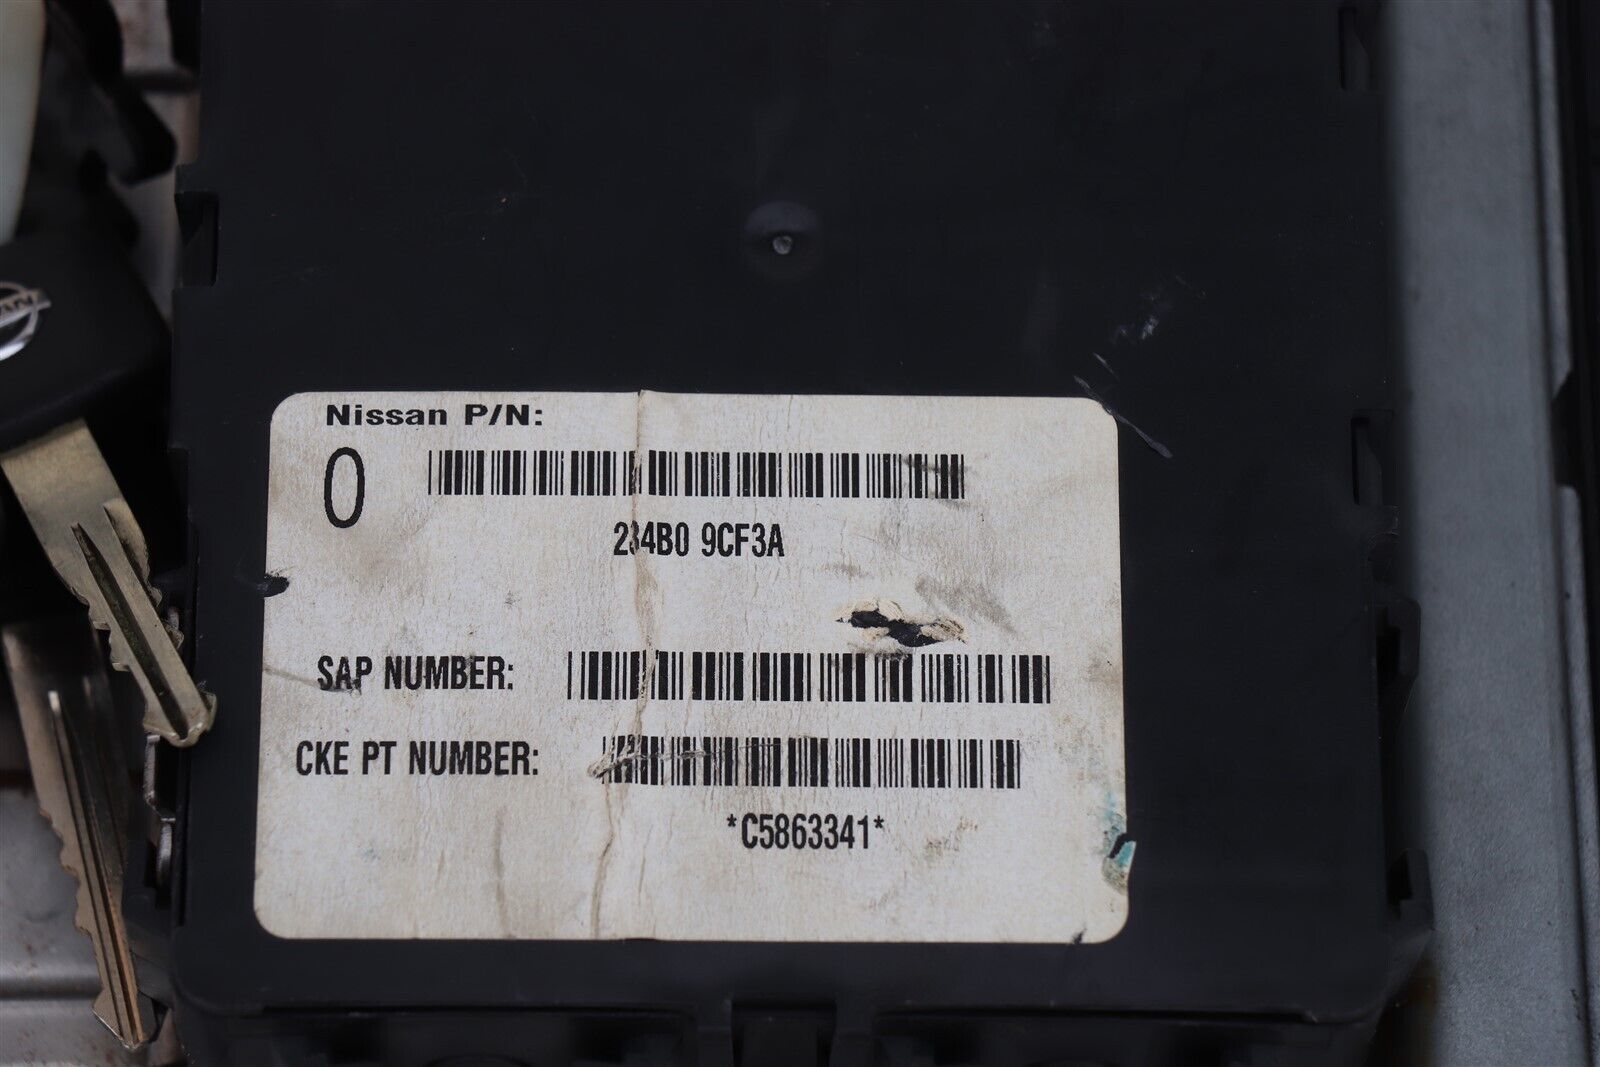 Nissan P/N:
0
284B0 9CF3A
SAP NUMBER:
CKE PT NUMBER:
*C5863341*